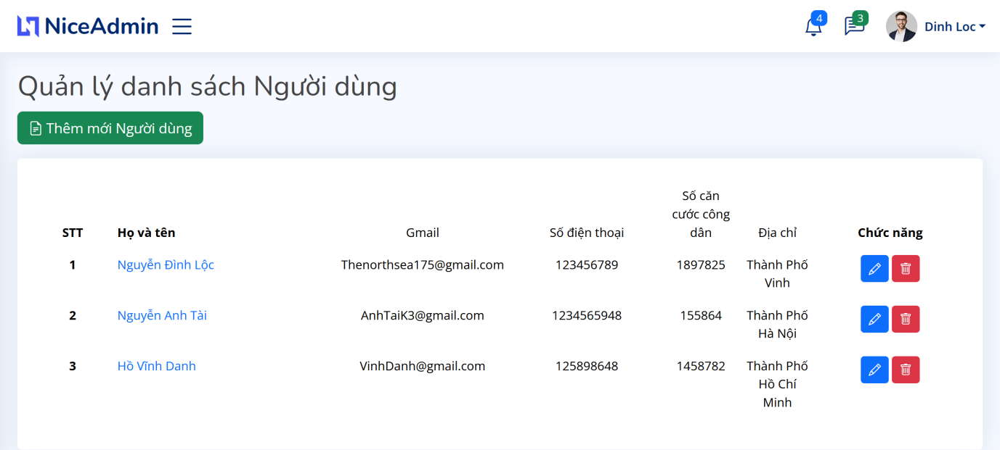 NiceAdmin
4
3
Dinh Loc
Quản lý danh sách Người dùng
Thêm mới Người dùng
STT Họ và tên Gmail Số điện thoại Số căn cước công dân Địa chỉ Chức năng
1 Nguyễn Đình Lộc Thenorthsea175@gmail.com 123456789 1897825 Thành Phố Vinh
2 Nguyễn Anh Tài AnhTaiK3@gmail.com 1234565948 155864 Thành Phố Hà Nội
3 Hồ Vĩnh Danh VinhDanh@gmail.com 125898648 1458782 Thành Phố Hồ Chí Minh